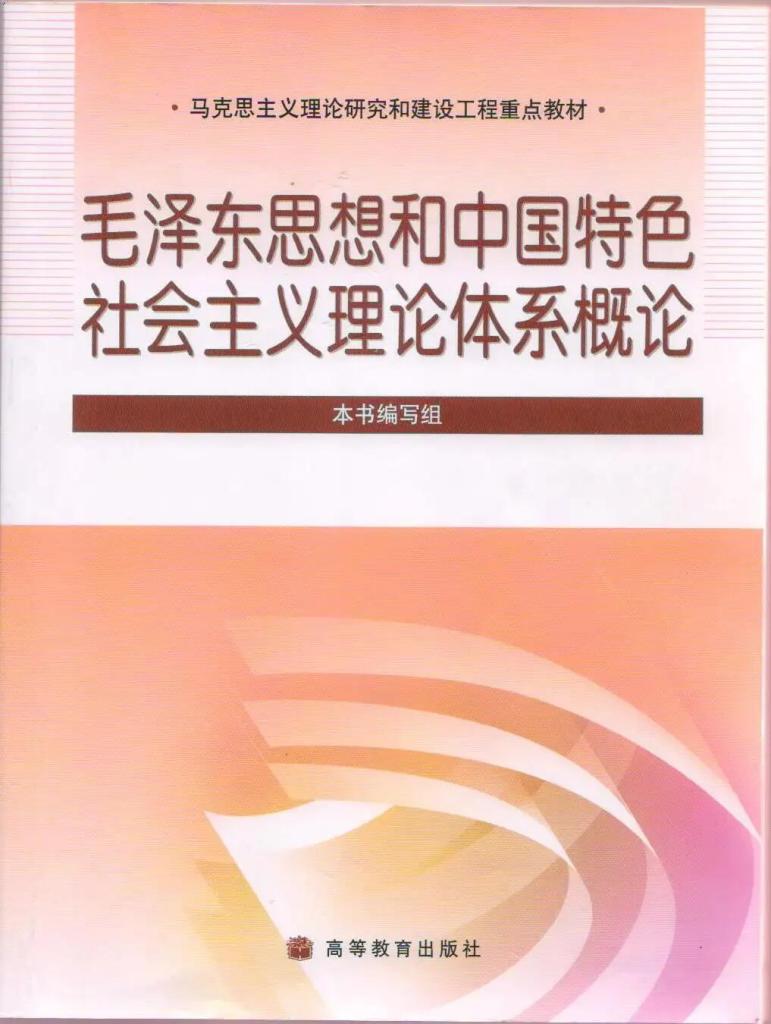 ·马克思主义理论研究和建设工程重点教材·
毛泽东思想和中国特色
社会主义理论体系概论
本书编写组
高等教育出版社